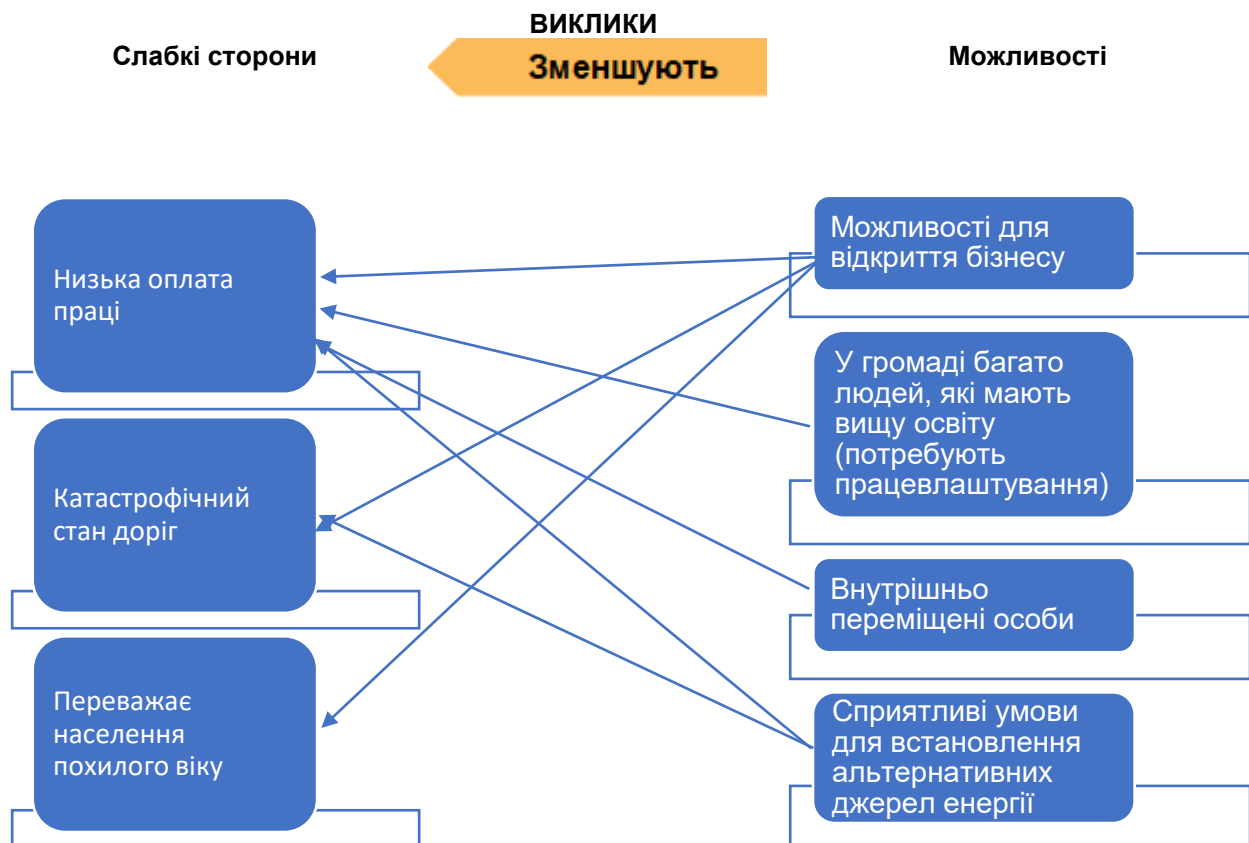 ВИКЛИКИ
Слабкі сторони
Зменшують
Можливості
Низька оплата
праці
Катастрофічний
стан доріг
Переважає
населення
похилого віку
Можливості для
відкриття бізнесу
У громаді багато
людей, які мають
вищу освіту
(потребують
працевлаштування)
Внутрішньо
переміщені особи
Сприятливі умови
для встановлення
альтернативних
джерел енергії